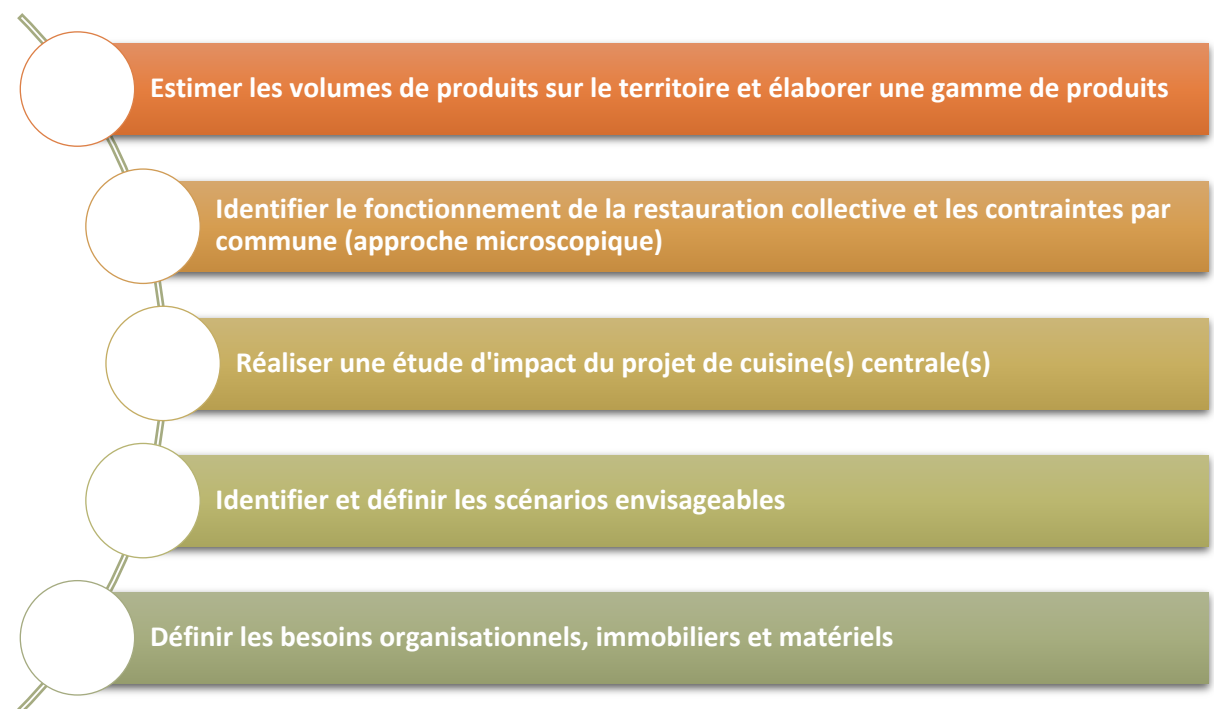 Estimer les volumes de produits sur le territoire et élaborer une gamme de produits
Identifier le fonctionnement de la restauration collective et les contraintes par
commune (approche microscopique)
Réaliser une étude d'impact du projet de cuisine(s) centrale(s)
Identifier et définir les scénarios envisageables
Définir les besoins organisationnels, immobiliers et matériels